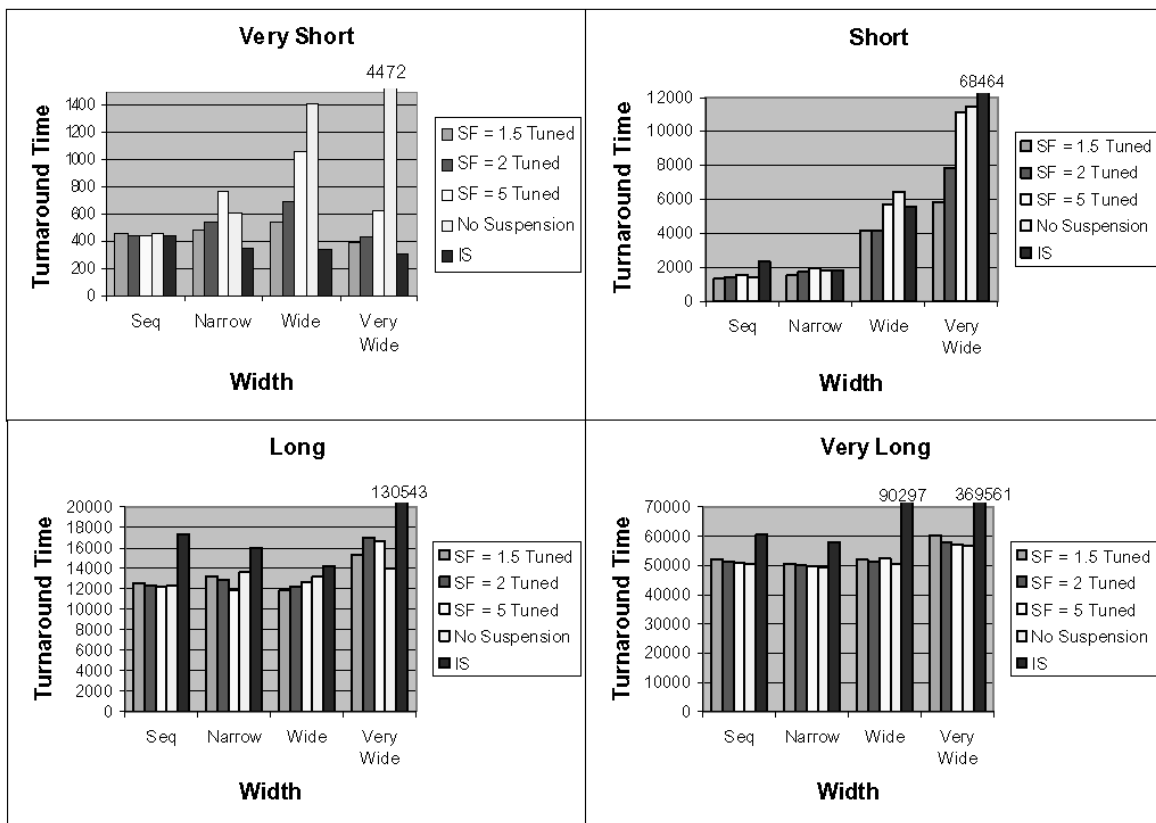 Very Short
4472
Turnaround Time
1400
1200
1000
800
600
400
200
0
Seq
Narrow
Wide
Very
Wide
Width
SF = 1.5 Tuned
SF = 2 Tuned
SF = 5 Tuned
No Suspension
IS
Short
68464
Turnaround Time
12000
10000
8000
6000
4000
2000
0
Seq
Narrow
Wide
Very
Wide
Width
SF = 1.5 Tuned
SF = 2 Tuned
SF = 5 Tuned
No Suspension
IS
Long
130543
Turnaround Time
20000
18000
16000
14000
12000
10000
8000
6000
4000
2000
0
Seq
Narrow
Wide
Very
Wide
Width
SF = 1.5 Tuned
SF = 2 Tuned
SF = 5 Tuned
No Suspension
IS
Very Long
90297
369561
Turnaround Time
70000
60000
50000
40000
30000
20000
10000
0
Seq
Narrow
Wide
Very
Wide
Width
SF = 1.5 Tuned
SF = 2 Tuned
SF = 5 Tuned
No Suspension
IS